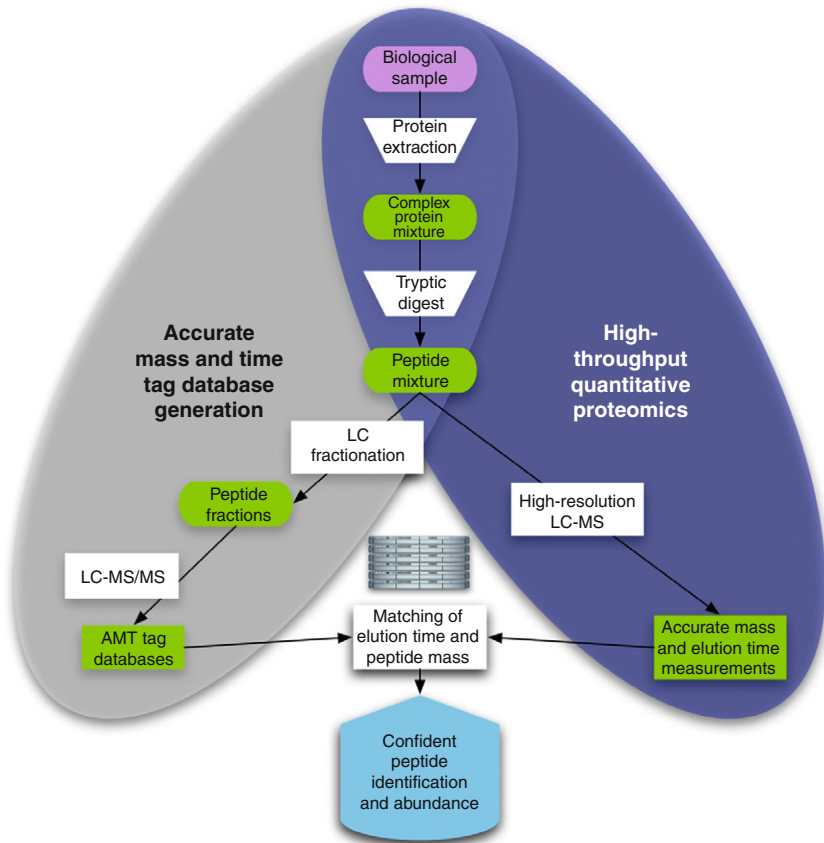 Biological
sample
Protein
extraction
Complex
protein
mixture
Tryptic
digest
Peptide
mixture
Accurate
mass and time
tag database
generation
High-
throughput
quantitative
proteomics
LC
fractionation
Peptide
fractions
High-resolution
LC-MS
LC-MS/MS
AMT tag
databases
Matching of
elution time and
peptide mass
Accurate mass
and elution time
measurements
Confident
peptide
identification
and abundance